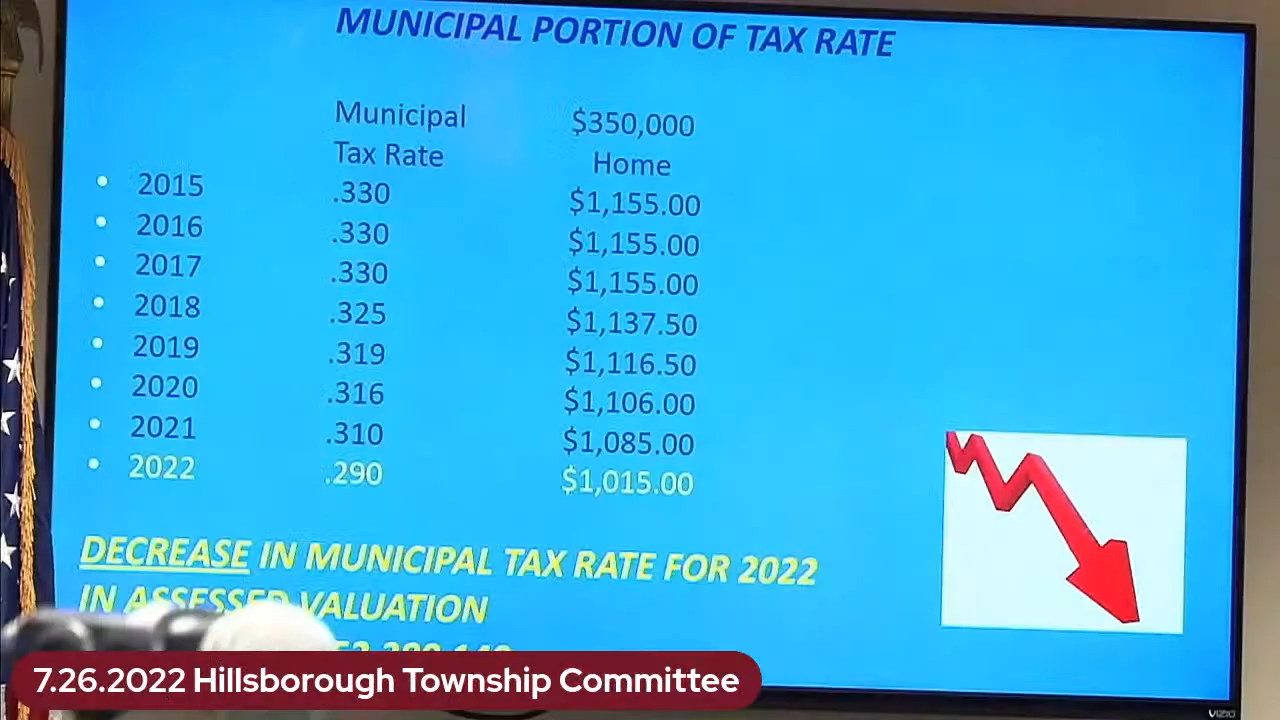 MUNICIPAL PORTION OF TAX RATE
Municipal $350,000
Tax Rate Home
• 2015 .330 $1,155.00
• 2016 .330 $1,155.00
• 2017 .330 $1,155.00
• 2018 .325 $1,137.50
• 2019 .319 $1,116.50
• 2020 .316 $1,106.00
• 2021 .310 $1,085.00
• 2022 .290 $1,015.00
DECREASE IN MUNICIPAL TAX RATE FOR 2022
IN ASSESSED VALUATION
7.26.2022 Hillsborough Township Committee
VIZIO